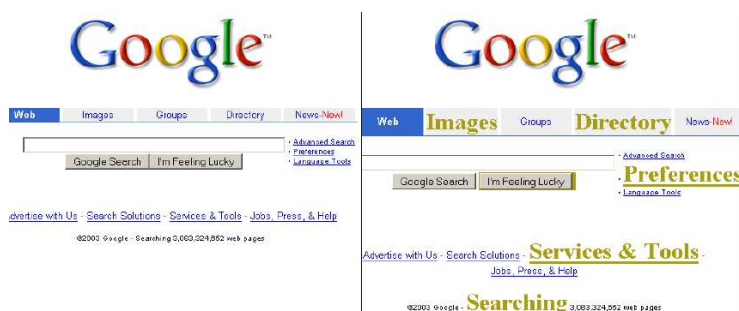 Google™
Web Images Groups Directory News-New!
· Advanced Search
· Preferences
· Language Tools
Google Search I'm Feeling Lucky
dvertise with Us - Search Solutions - Services & Tools - Jobs, Press, & Help
©2003 Google - Searching 3,083,324,652 web pages
Google™
Web Images Groups Directory News-New!
· Advanced Search
· Preferences
· Language Tools
Google Search I'm Feeling Lucky
Advertise with Us - Search Solutions - Services & Tools -
Jobs, Press, & Help
©2003 Google - Searching 3,083,324,652 web pages